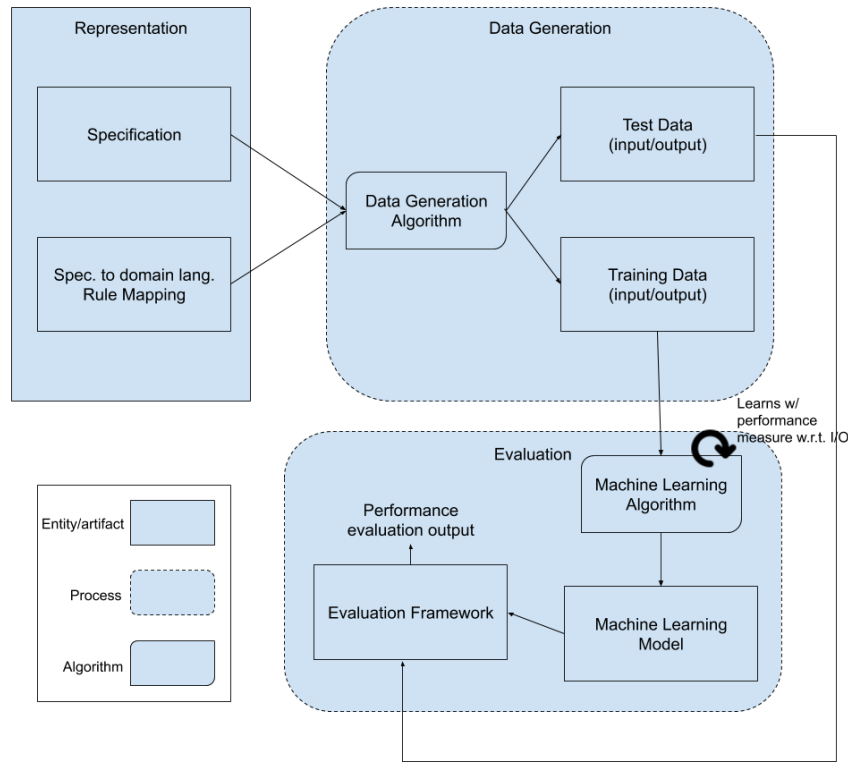 Representation
Specification
Spec. to domain lang.
Rule Mapping
Data Generation
Data Generation
Algorithm
Test Data
(input/output)
Training Data
(input/output)
Learns w/
performance
measure w.r.t. I/O
Evaluation
Machine Learning
Algorithm
Performance
evaluation output
Evaluation Framework
Machine Learning
Model
Entity/artifact
Process
Algorithm